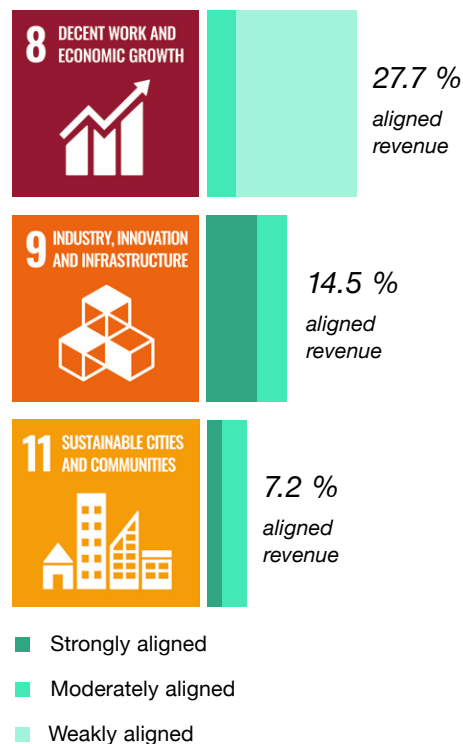 8 DECENT WORK AND
ECONOMIC GROWTH
27.7 %
aligned
revenue
9 INDUSTRY, INNOVATION
AND INFRASTRUCTURE
14.5 %
aligned
revenue
11 SUSTAINABLE CITIES
AND COMMUNITIES
7.2 %
aligned
revenue
Strongly aligned
Moderately aligned
Weakly aligned